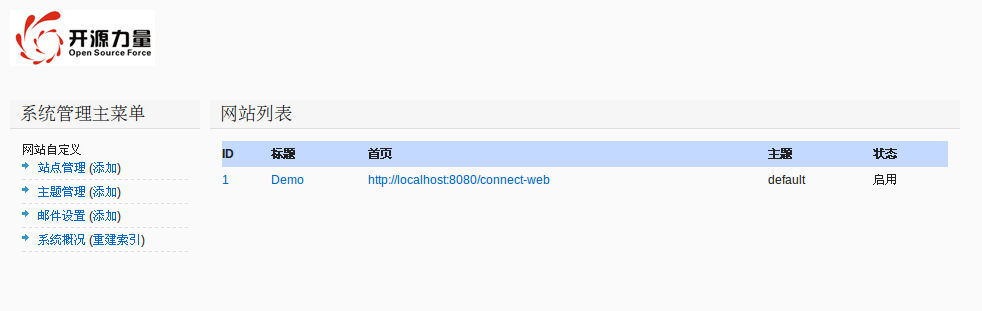 开源力量
Open Source Force
系统管理主菜单
网站自定义
站点管理 (添加)
主题管理 (添加)
邮件设置 (添加)
系统概况 (重建索引)
网站列表
ID 标题 首页 主题 状态
1 Demo http://localhost:8080/connect-web default 启用